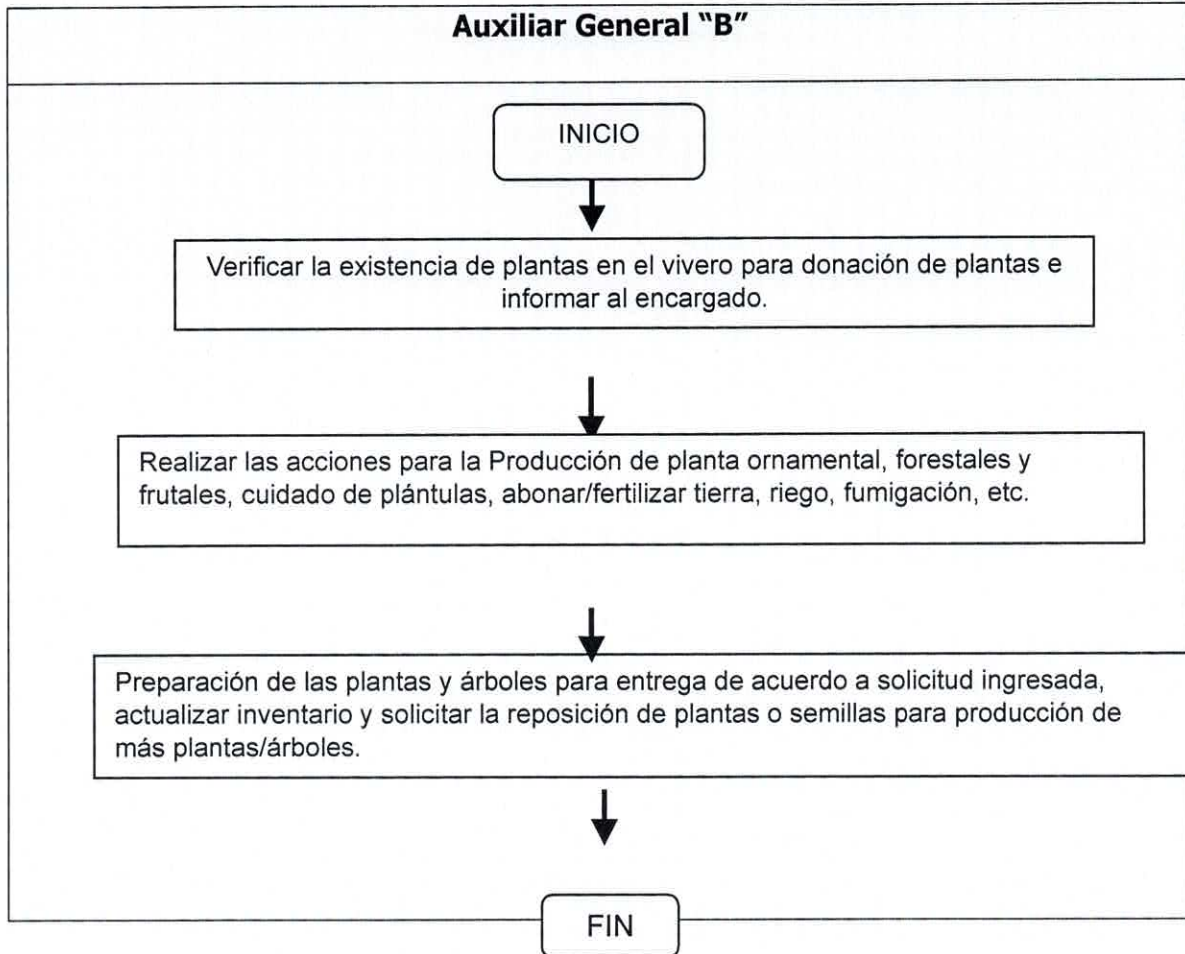 Auxiliar General "B"
INICIO
Verificar la existencia de plantas en el vivero para donación de plantas e
informar al encargado.
Realizar las acciones para la Producción de planta ornamental, forestales y
frutales, cuidado de plántulas, abonar/fertilizar tierra, riego, fumigación, etc.
Preparación de las plantas y árboles para entrega de acuerdo a solicitud ingresada,
actualizar inventario y solicitar la reposición de plantas o semillas para producción de
más plantas/árboles.
FIN